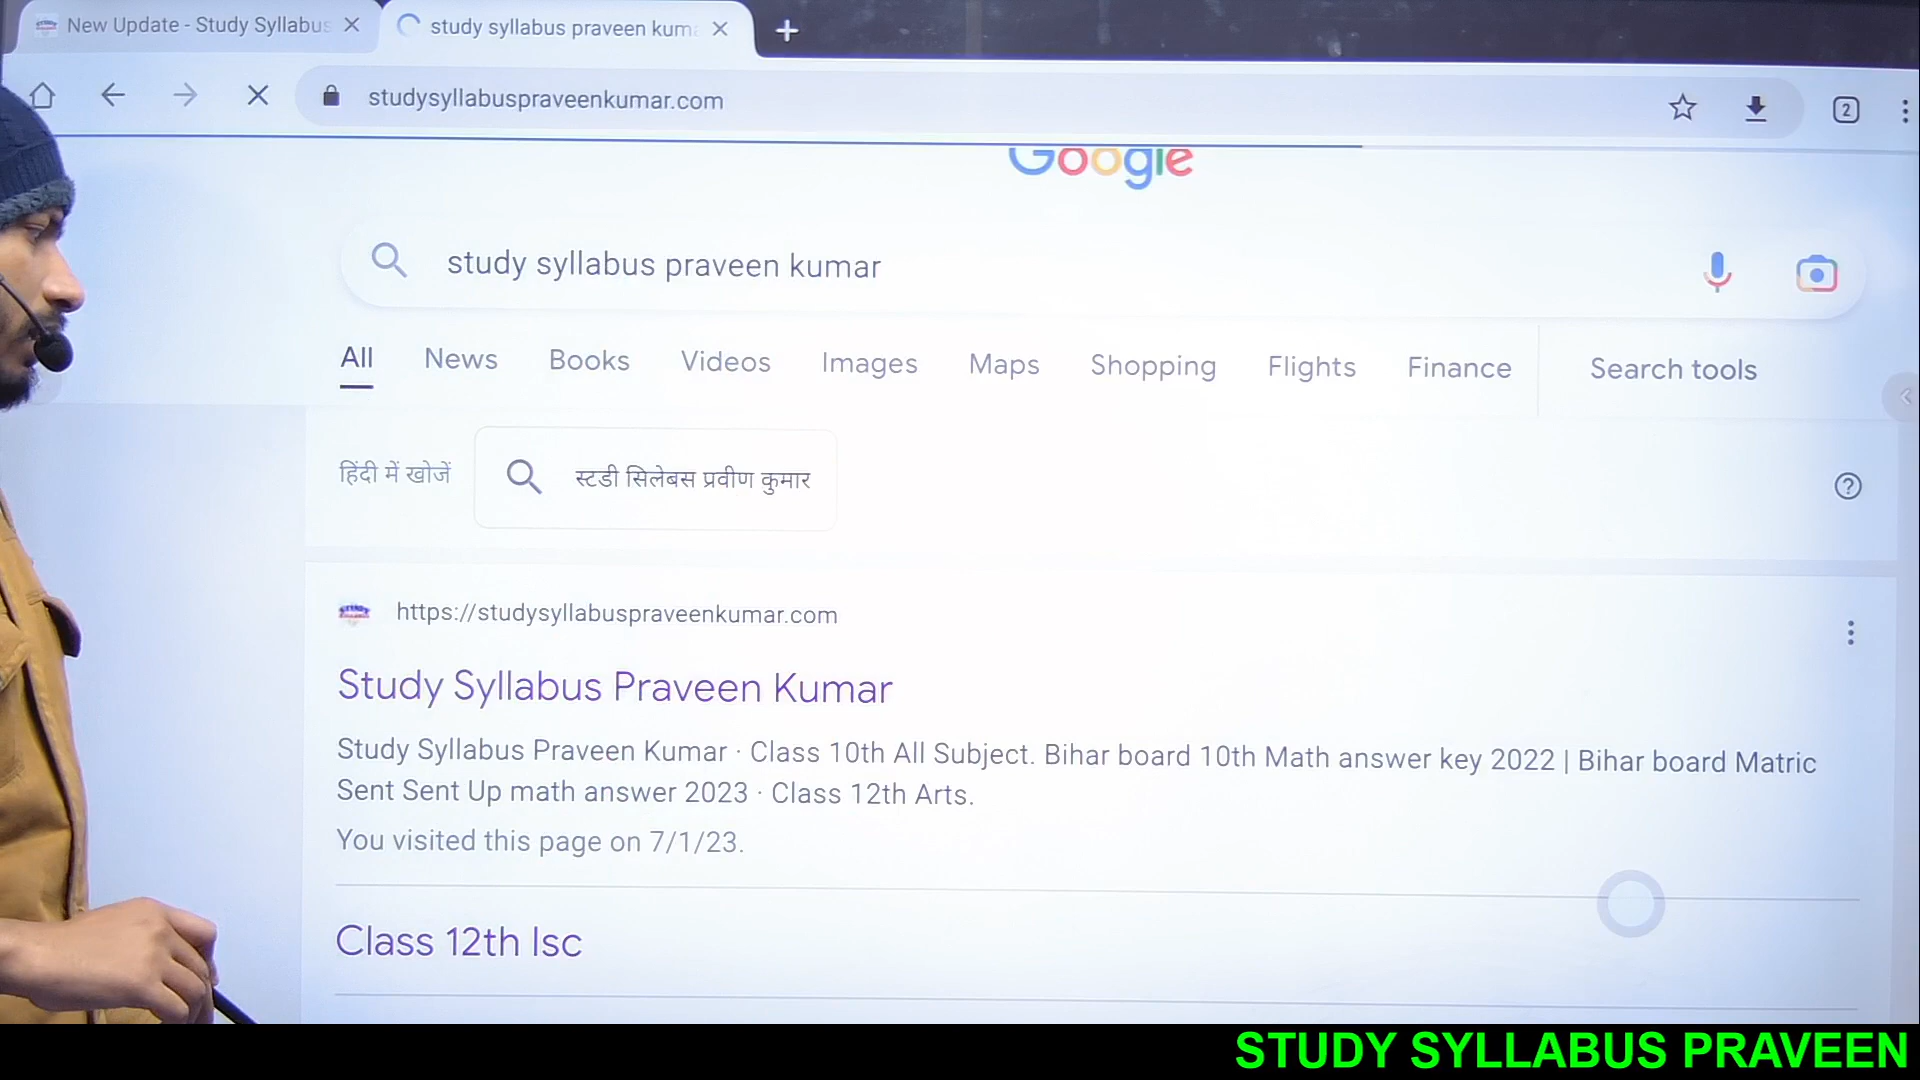 New Update - Study Syllabus
study syllabus praveen kuma
studysyllabuspraveenkumar.com
2
Google
study syllabus praveen kumar
All News Books Videos Images Maps Shopping Flights Finance Search tools
हिंदी में खोजें स्टडी सिलेबस प्रवीण कुमार
https://studysyllabuspraveenkumar.com
Study Syllabus Praveen Kumar
Study Syllabus Praveen Kumar · Class 10th All Subject. Bihar board 10th Math answer key 2022 | Bihar board Matric
Sent Sent Up math answer 2023 · Class 12th Arts.
You visited this page on 7/1/23.
Class 12th Isc
STUDY SYLLABUS PRAVEEN